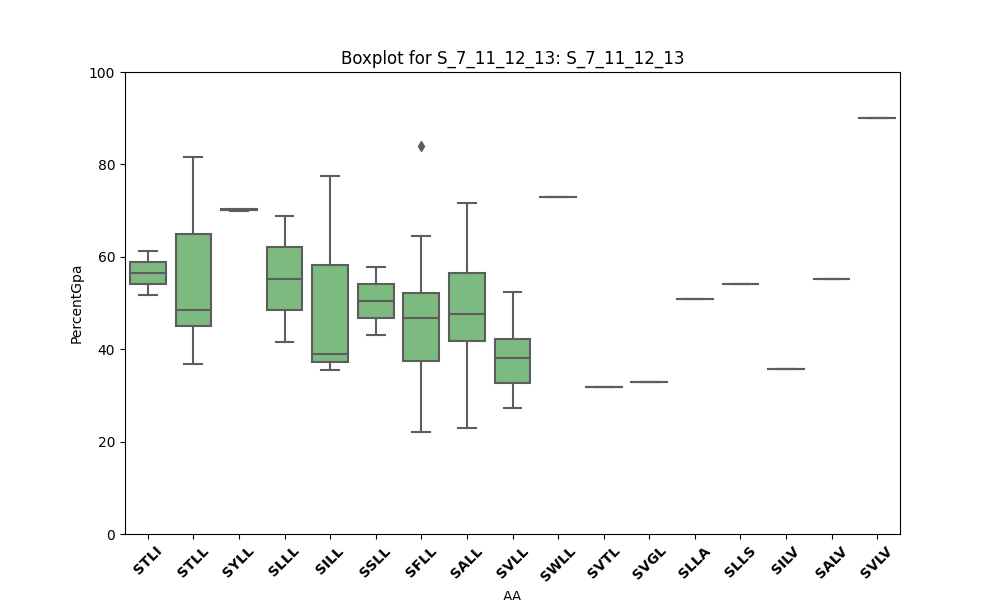 Boxplot for S_7_11_12_13: S_7_11_12_13
100
80
60
40
20
0
PercentGpa
STLI STLL SYLL SLLL SILL SSLL SFLL SALL SVLL SWLL SVTL SVGL SLLA SLLS SILV SALV SVLV
AA